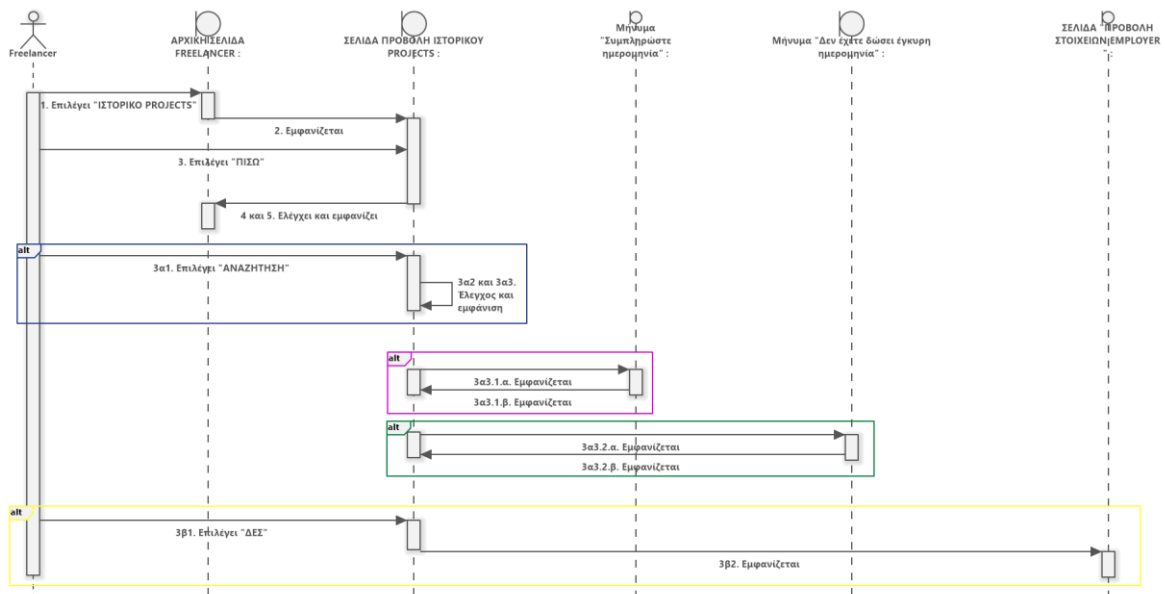 Freelancer
ΑΡΧΙΚΗ ΣΕΛΙΔΑ
FREELANCER :
ΣΕΛΙΔΑ ΠΡΟΒΟΛΗ ΙΣΤΟΡΙΚΟΥ
PROJECTS :
Μήνυμα
"Συμπληρώστε
ημερομηνία" :
Μήνυμα "Δεν έχετε δώσει έγκυρη
ημερομηνία" :
ΣΕΛΙΔΑ "ΠΡΟΒΟΛΗ
ΣΤΟΙΧΕΙΩΝ EMPLOYER
" :
1. Επιλέγει "ΙΣΤΟΡΙΚΟ PROJECTS"
2. Εμφανίζεται
3. Επιλέγει "ΠΙΣΩ"
4 και 5. Ελέγχει και εμφανίζει
alt
3α1. Επιλέγει "ΑΝΑΖΗΤΗΣΗ"
3α2 και 3α3.
Έλεγχος και
εμφάνιση
alt
3α3.1.α. Εμφανίζεται
3α3.1.β. Εμφανίζεται
alt
3α3.2.α. Εμφανίζεται
3α3.2.β. Εμφανίζεται
alt
3β1. Επιλέγει "ΔΕΣ"
3β2. Εμφανίζεται